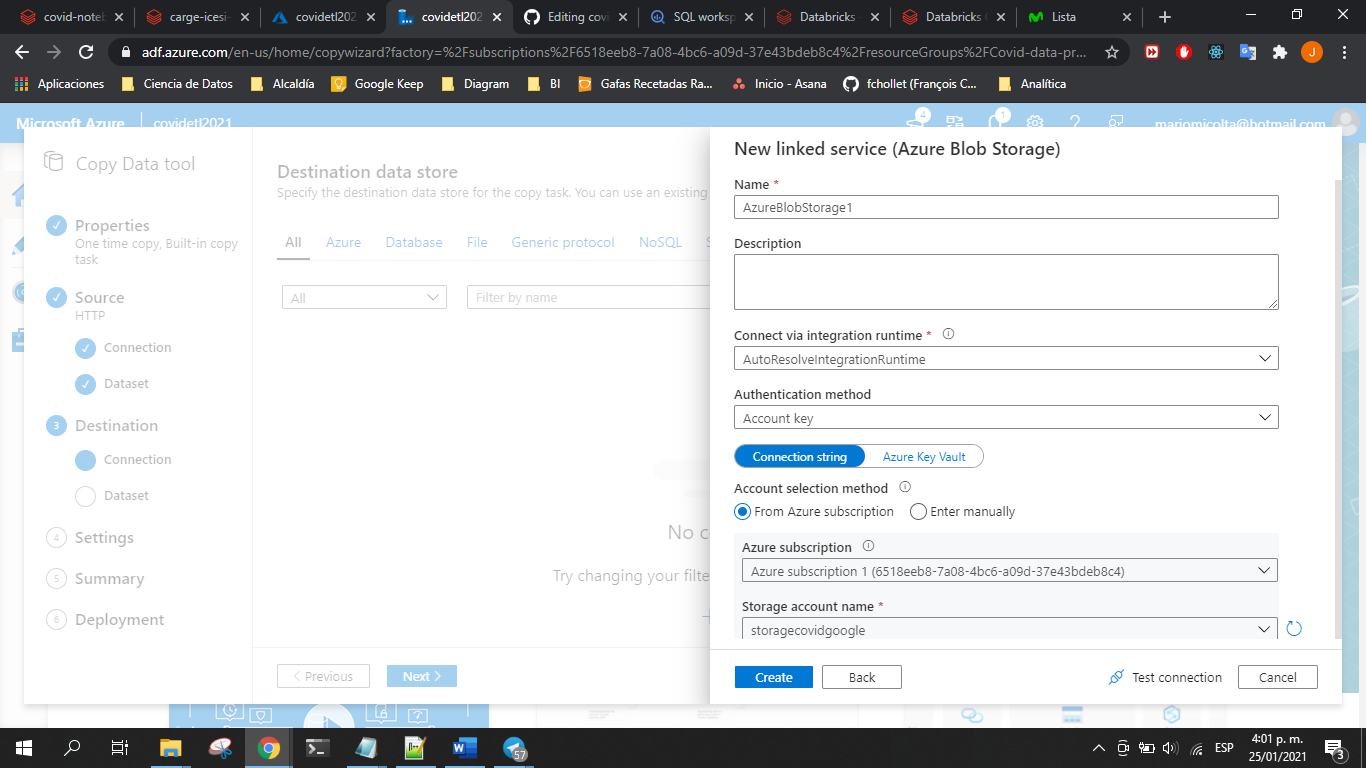 covid-noteb
carge-icesi-
covidetl202
covidetl202
Editing covi
SQL worksp
Databricks
Databricks
Lista
adf.azure.com/en-us/home/copywizard?factory=%2Fsubscriptions%2F6518eeb8-7a08-4bc6-a09d-37e43bdeb8c4%2FresourceGroups%2FCovid-data-pr...
J
Aplicaciones
Ciencia de Datos
Alcaldía
Google Keep
Diagram
BI
Gafas Recetadas Ra...
Inicio - Asana
fchollet (François C...
Analítica
Microsoft Azure
covidetl2021
4
1
mariomicolta@hotmail.com
Copy Data tool
Properties
One time copy, Built-in copy
task
Source
HTTP
Connection
Dataset
3 Destination
Connection
Dataset
4 Settings
5 Summary
6 Deployment
Destination data store
Specify the destination data store for the copy task. You can use an existing
All
Azure
Database
File
Generic protocol
NoSQL
S
All
Filter by name
No c
Try changing your filte
< Previous
Next >
New linked service (Azure Blob Storage)
Name *
AzureBlobStorage1
Description
Connect via integration runtime *
AutoResolveIntegrationRuntime
Authentication method
Account key
Connection string
Azure Key Vault
Account selection method
From Azure subscription
Enter manually
Azure subscription
Azure subscription 1 (6518eeb8-7a08-4bc6-a09d-37e43bdeb8c4)
Storage account name *
storagecovidgoogle
Create
Back
Test connection
Cancel
57
ESP
4:01 p. m.
25/01/2021
3